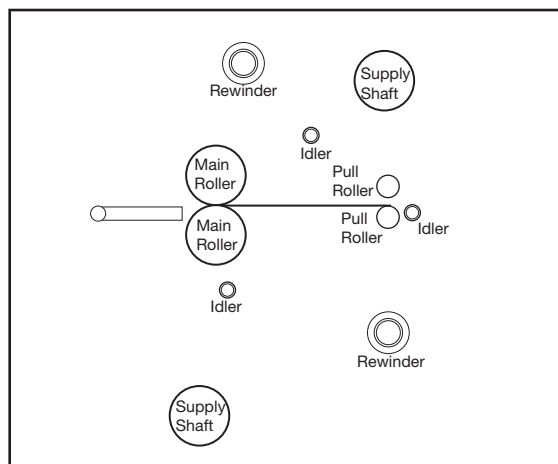 Supply
Shaft
Rewinder
Idler
Main
Roller
Pull
Roller
Main
Roller
Pull
Roller
Idler
Idler
Rewinder
Supply
Shaft